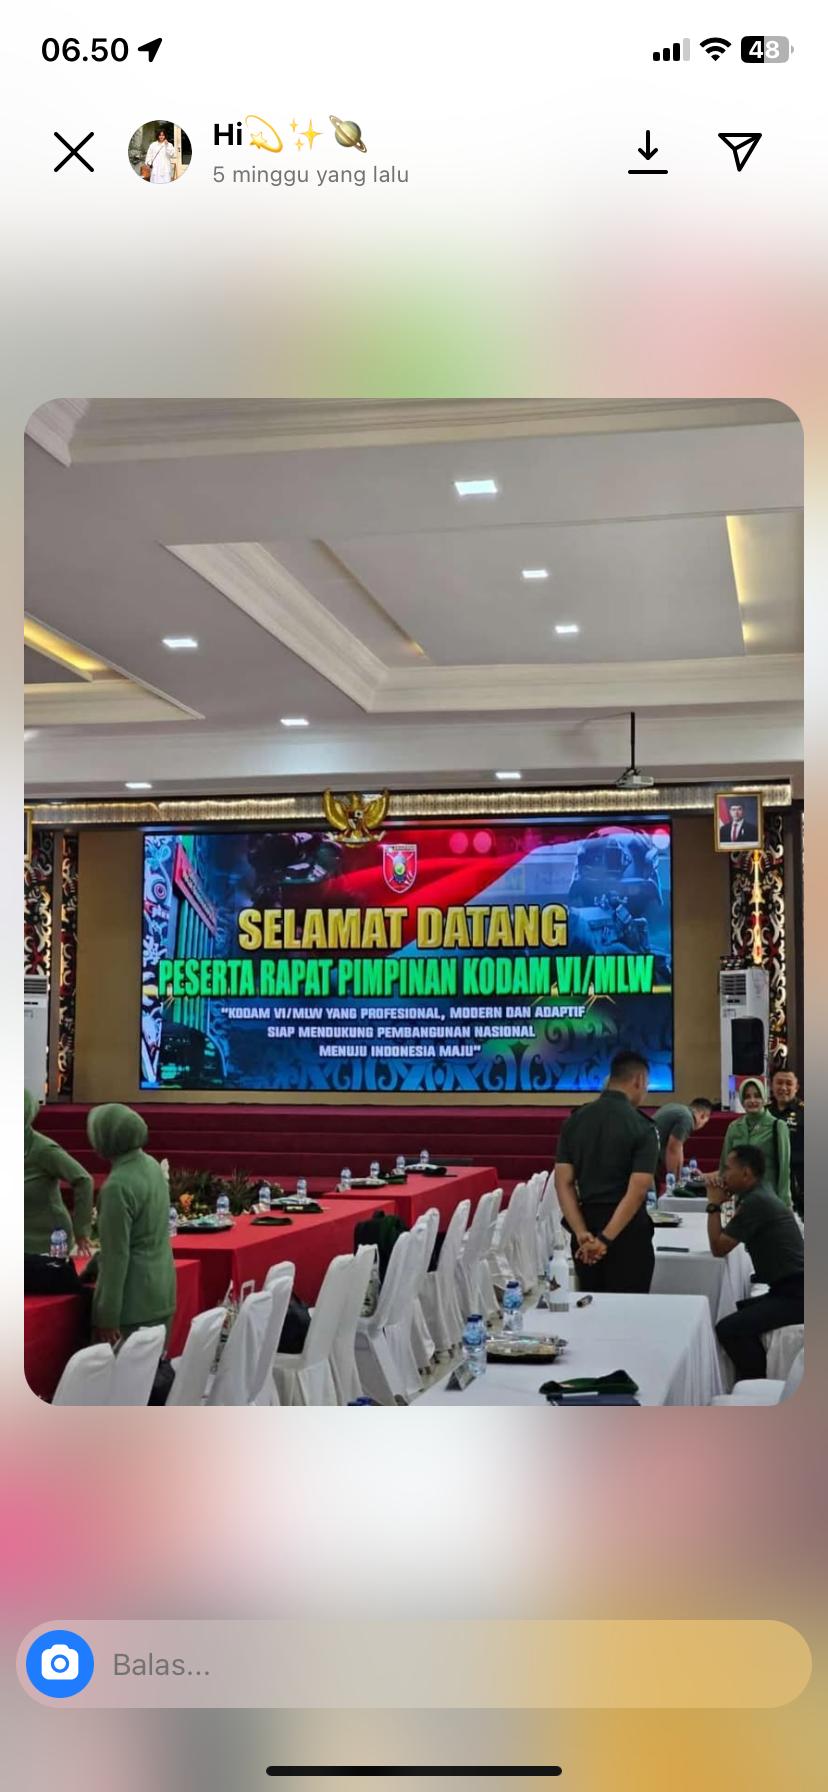 06.50
48
Hi💫✨🪐
5 minggu yang lalu
SELAMAT DATANG
PESERTA RAPAT PIMPINAN KODAM VI/MLW
"KODAM VI/MLW YANG PROFESIONAL, MODERN DAN ADAPTIF
SIAP MENDUKUNG PEMBANGUNAN NASIONAL
MENUJU INDONESIA MAJU"
Balas...